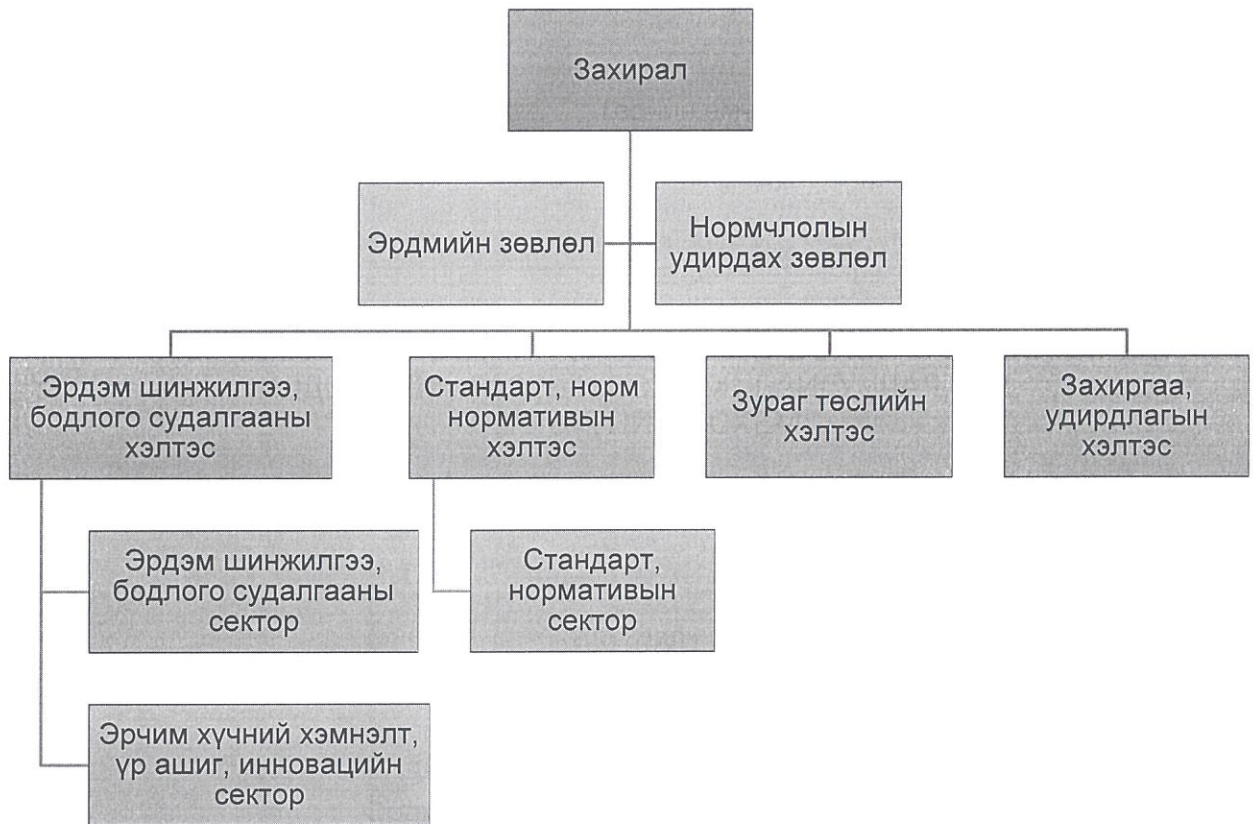 Захирал
Эрдмийн зөвлөл
Нормчлолын
удирдах зөвлөл
Эрдэм шинжилгээ,
бодлого судалгааны
хэлтэс
Стандарт, норм
нормативын
хэлтэс
Зураг төслийн
хэлтэс
Захиргаа,
удирдлагын
хэлтэс
Эрдэм шинжилгээ,
бодлого судалгааны
сектор
Стандарт,
нормативын
сектор
Эрчим хүчний хэмнэлт,
үр ашиг, инновацийн
сектор